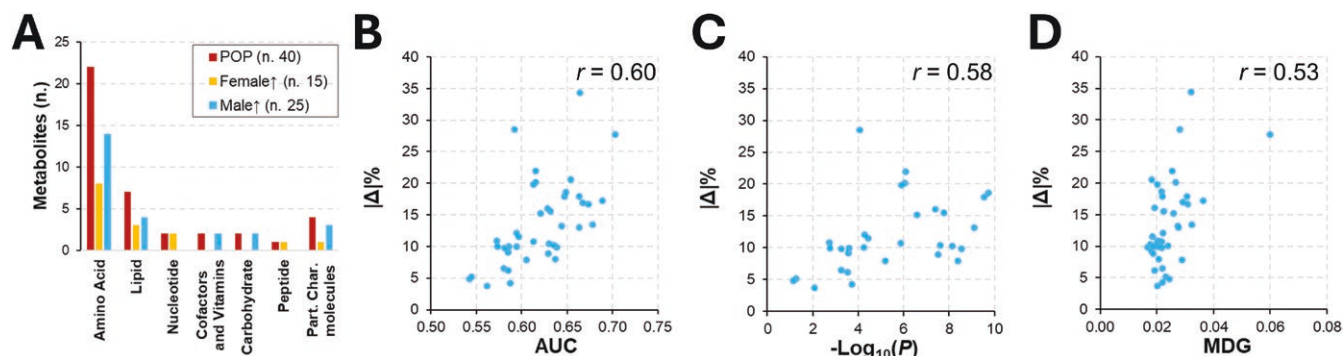 A
Metabolites (n.)
25
20
15
10
5
0
POP (n. 40)
Female↑ (n. 15)
Male↑ (n. 25)
Amino Acid
Lipid
Nucleotide
Cofactors
and Vitamins
Carbohydrate
Peptide
Part. Char.
molecules
B
|Δ|%
40
35
30
25
20
15
10
5
0
r = 0.60
0.50 0.55 0.60 0.65 0.70 0.75
AUC
C
|Δ|%
40
35
30
25
20
15
10
5
0
r = 0.58
0 2 4 6 8 10
-Log10(P)
D
|Δ|%
40
35
30
25
20
15
10
5
0
r = 0.53
0.00 0.02 0.04 0.06 0.08
MDG